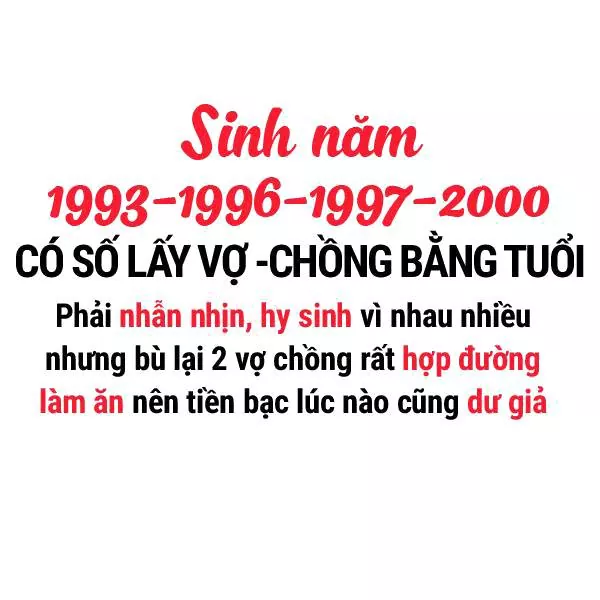 Sinh năm
1993-1996-1997-2000
CÓ SỐ LẤY VỢ -CHỒNG BẰNG TUỔI
Phải nhẫn nhịn, hy sinh vì nhau nhiều
nhưng bù lại 2 vợ chồng rất hợp đường
làm ăn nên tiền bạc lúc nào cũng dư giả